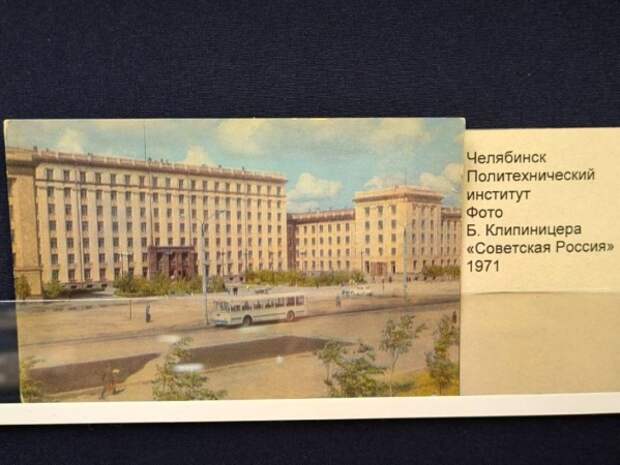 Челябинск
Политехнический
институт
Фото
Б. Клипиницера
«Советская Россия»
1971